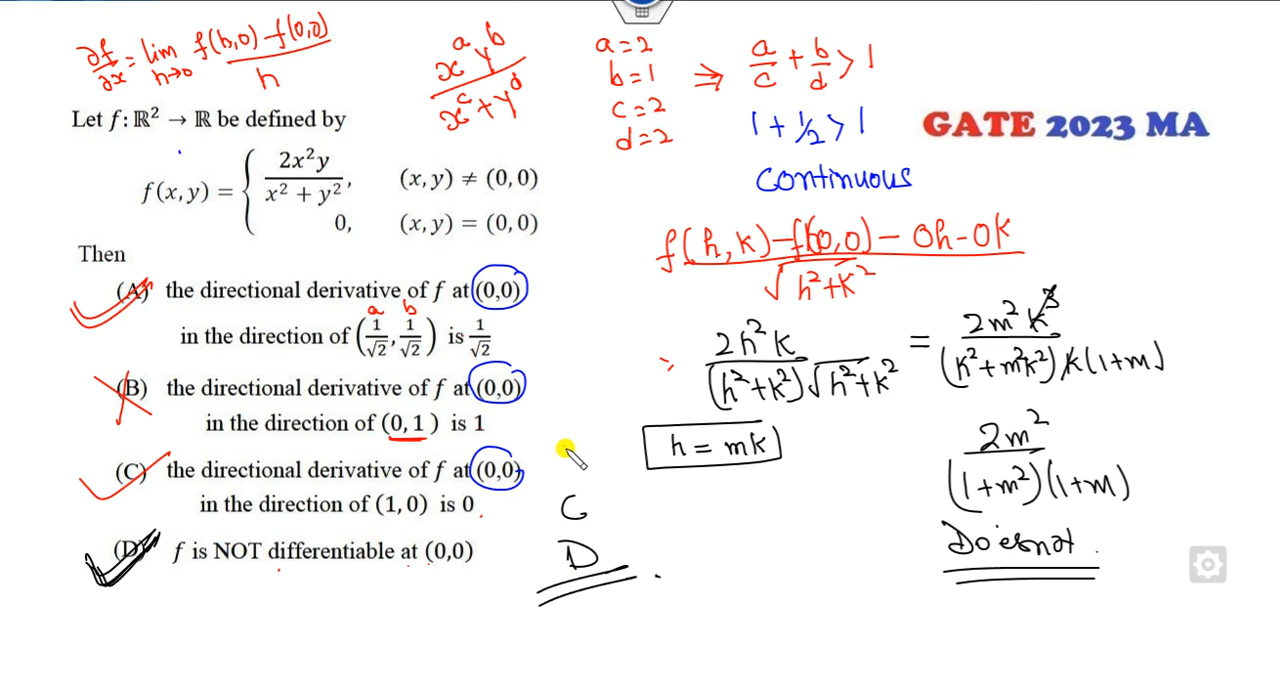 ∂f/∂x = lim h→0 (f(h,0) - f(0,0))/h
x^a y^b / (x^c + y^d)
a=2
b=1
c=2
d=2
⇒ a/c + b/d > 1
1 + 1/2 > 1
Continuous
GATE 2023 MA
Let f: ℝ² → ℝ be defined by
f(x, y) = { 2x²y / (x² + y²), (x, y) ≠ (0, 0)
0, (x, y) = (0, 0)
Then
(A) the directional derivative of f at (0,0)
a b
in the direction of (1/√2, 1/√2) is 1/√2
(B) the directional derivative of f at (0,0)
in the direction of (0, 1) is 1
(C) the directional derivative of f at (0,0)
in the direction of (1, 0) is 0
(D) f is NOT differentiable at (0,0)
C
D
(f(h,k) - f(0,0) - 0h - 0k) / √(h²+k²)
2h²k / ((h²+k²)√(h²+k²)) = 2m²k³ / ((k²+m²k²)k(1+m))
h = mk
2m² / ((1+m²)(1+m))
Does not